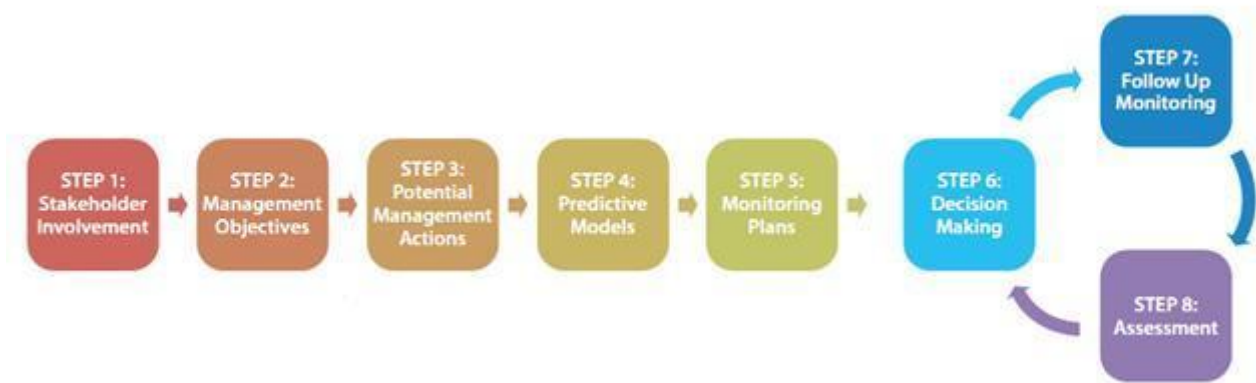 STEP 1:
Stakeholder
Involvement
STEP 2:
Management
Objectives
STEP 3:
Potential
Management
Actions
STEP 4:
Predictive
Models
STEP 5:
Monitoring
Plans
STEP 6:
Decision
Making
STEP 7:
Follow Up
Monitoring
STEP 8:
Assessment